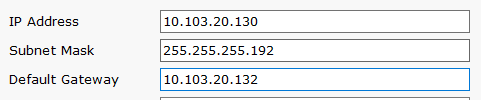 IP Address 10.103.20.130
Subnet Mask 255.255.255.192
Default Gateway 10.103.20.132